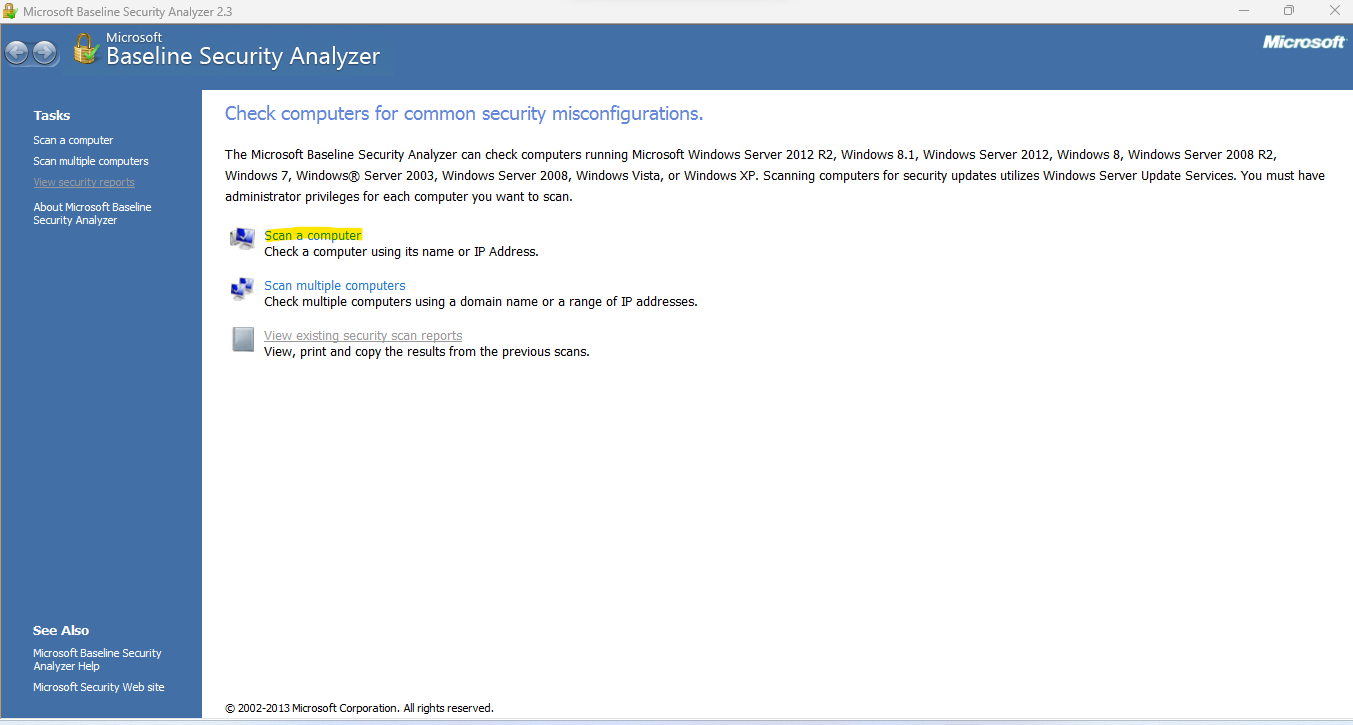 Microsoft Baseline Security Analyzer 2.3
Microsoft
Baseline Security Analyzer
Microsoft
Tasks
Scan a computer
Scan multiple computers
View security reports
About Microsoft Baseline
Security Analyzer
Check computers for common security misconfigurations.
The Microsoft Baseline Security Analyzer can check computers running Microsoft Windows Server 2012 R2, Windows 8.1, Windows Server 2012, Windows 8, Windows Server 2008 R2,
Windows 7, Windows® Server 2003, Windows Server 2008, Windows Vista, or Windows XP. Scanning computers for security updates utilizes Windows Server Update Services. You must have
administrator privileges for each computer you want to scan.
Scan a computer
Check a computer using its name or IP Address.
Scan multiple computers
Check multiple computers using a domain name or a range of IP addresses.
View existing security scan reports
View, print and copy the results from the previous scans.
See Also
Microsoft Baseline Security
Analyzer Help
Microsoft Security Web site
© 2002-2013 Microsoft Corporation. All rights reserved.